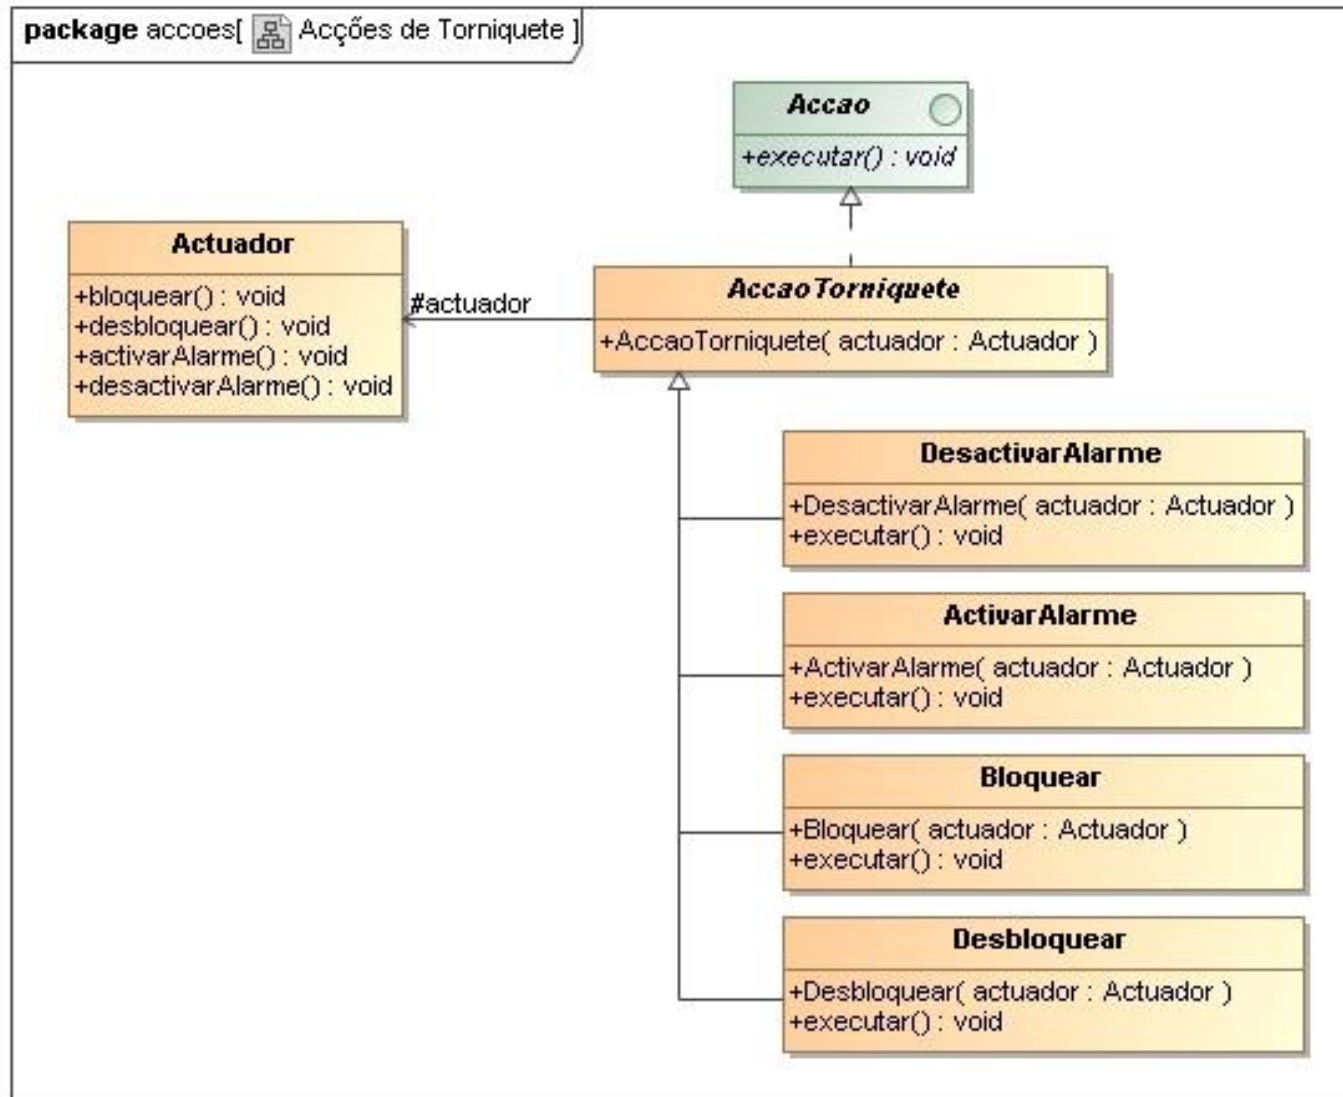 package accoes[ Acções de Torniquete ]
Accao
+executar() : void
Actuador
+bloquear() : void
+desbloquear() : void
+activarAlarme() : void
+desactivarAlarme() : void
#actuador
AccaoTorniquete
+AccaoTorniquete( actuador : Actuador )
DesactivarAlarme
+DesactivarAlarme( actuador : Actuador )
+executar() : void
ActivarAlarme
+ActivarAlarme( actuador : Actuador )
+executar() : void
Bloquear
+Bloquear( actuador : Actuador )
+executar() : void
Desbloquear
+Desbloquear( actuador : Actuador )
+executar() : void